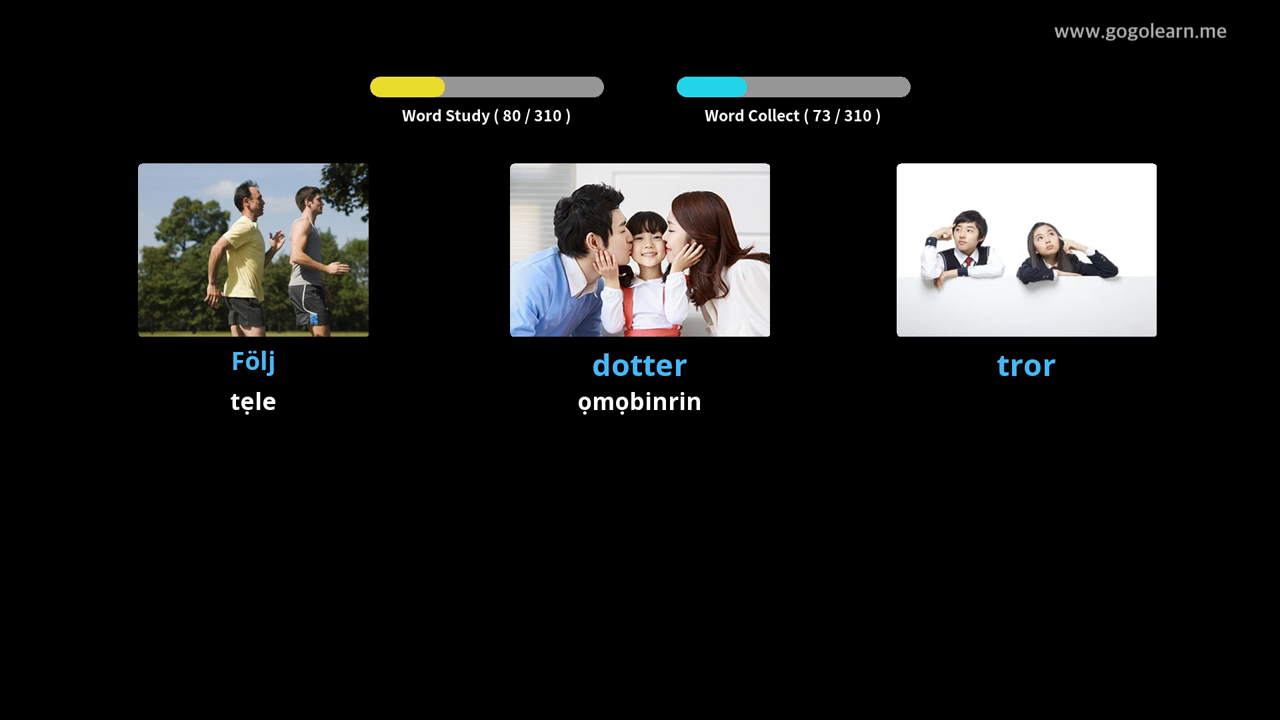 www.gogolearn.me
Word Study ( 80 / 310 )
Word Collect ( 73 / 310 )
Följ
tẹle
dotter
ọmọbinrin
tror